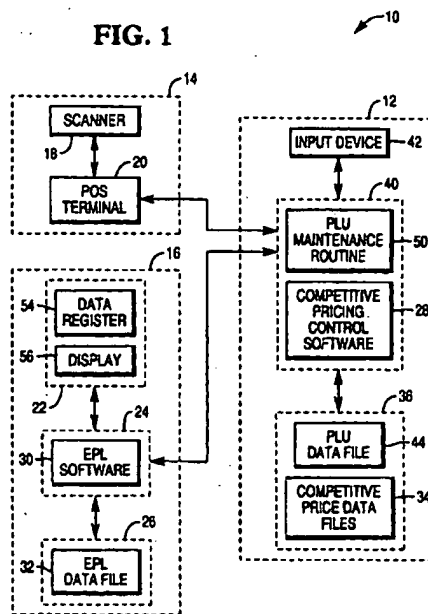 FIG. 1
10
14
SCANNER
18
20
POS
TERMINAL
12
INPUT DEVICE
42
40
PLU
MAINTENANCE
ROUTINE
50
COMPETITIVE
PRICING
CONTROL
SOFTWARE
28
16
54
DATA
REGISTER
56
DISPLAY
22
24
30
EPL
SOFTWARE
26
32
EPL
DATA FILE
36
PLU
DATA FILE
44
COMPETITIVE
PRICE DATA
FILES
34